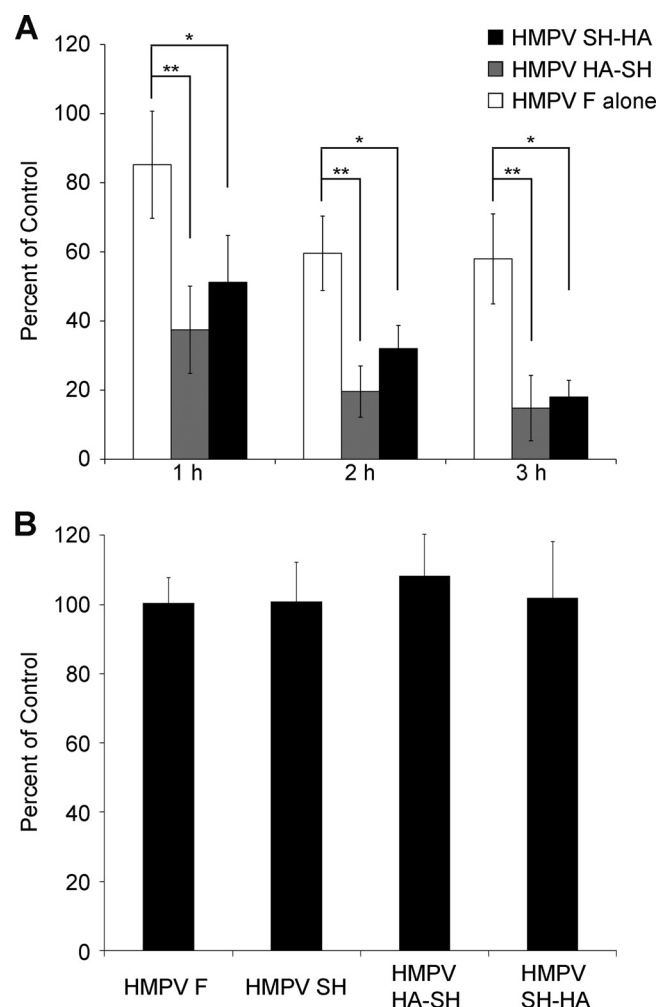 A
120
100
80
60
40
20
0
Percent of Control
HMPV SH-HA
HMPV HA-SH
HMPV F alone
*
**
*
**
*
**
1 h
2 h
3 h
B
120
100
80
60
40
20
0
Percent of Control
HMPV F
HMPV SH
HMPV
HA-SH
HMPV
SH-HA